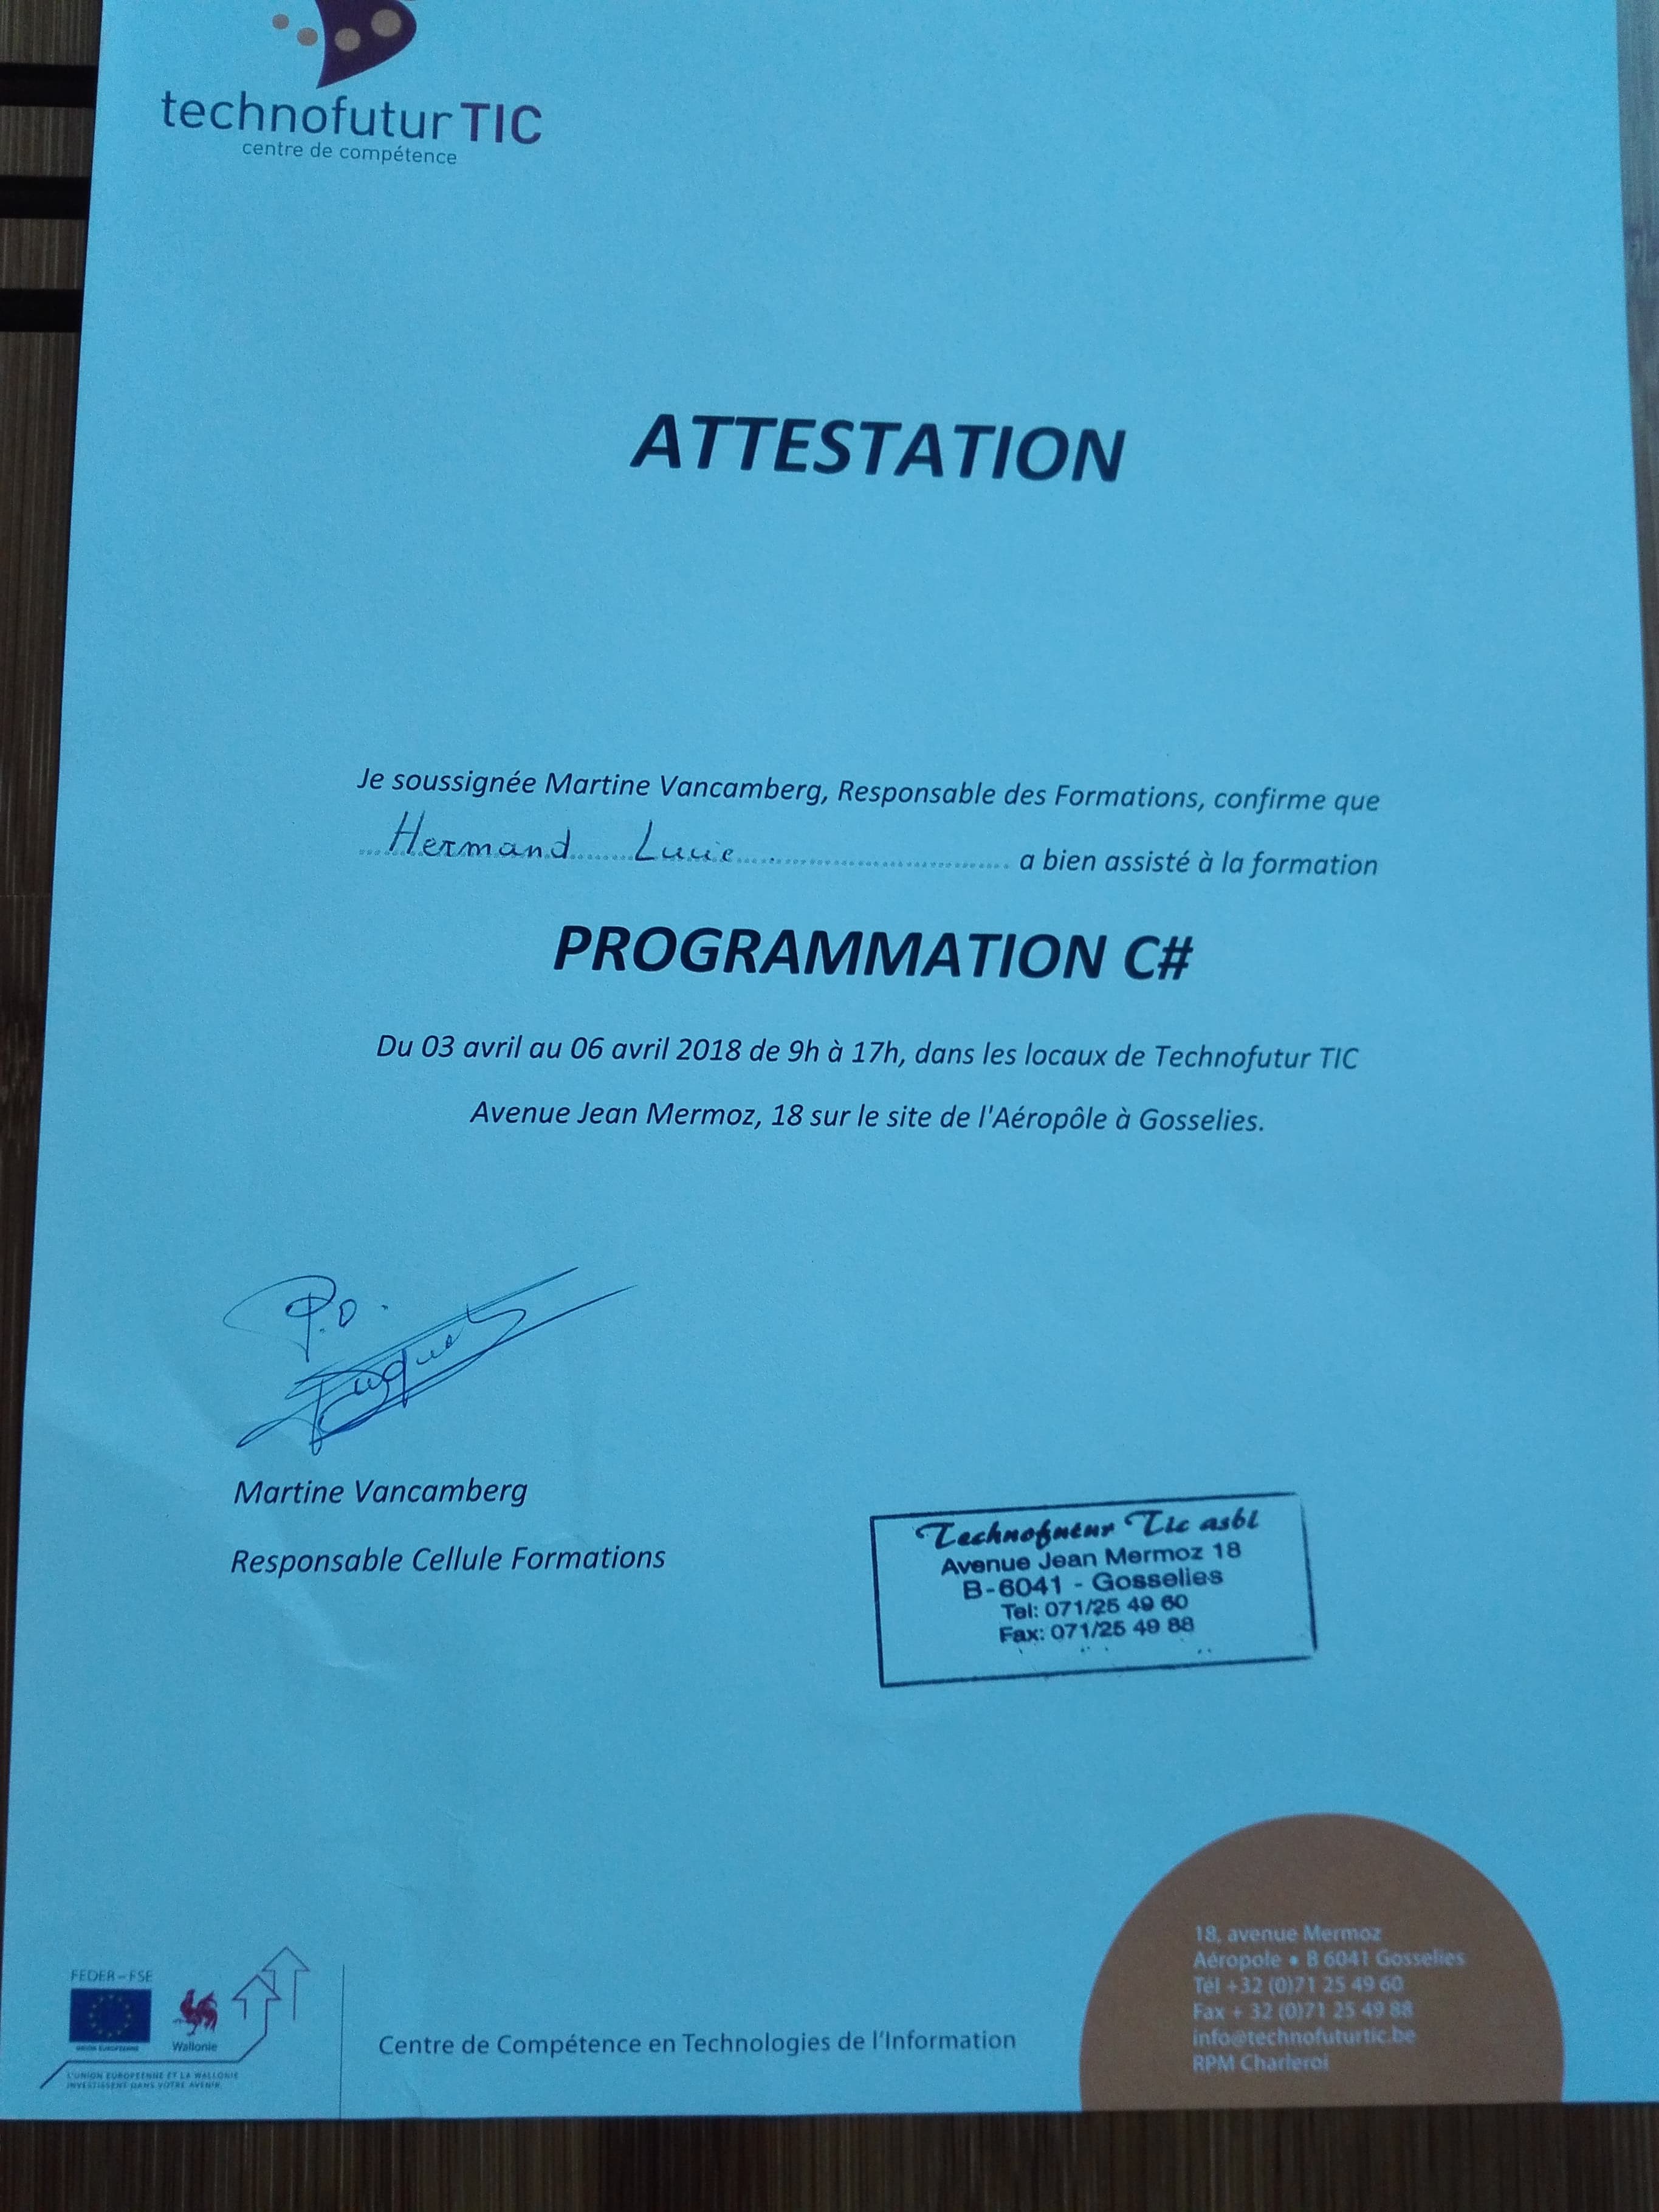 technofutur TIC
centre de compétence
ATTESTATION
Je soussignée Martine Vancamberg, Responsable des Formations, confirme que
Hermand Lucie a bien assisté à la formation
PROGRAMMATION C#
Du 03 avril au 06 avril 2018 de 9h à 17h, dans les locaux de Technofutur TIC
Avenue Jean Mermoz, 18 sur le site de l'Aéropôle à Gosselies.
P.O.
Martine Vancamberg
Responsable Cellule Formations
Technofutur Tic asbl
Avenue Jean Mermoz 18
B-6041 - Gosselies
Tel: 071/25 49 60
Fax: 071/25 49 88
FEDER-FSE
UNION EUROPEENNE
Wallonie
L'UNION EUROPEENNE ET LA WALLONIE
INVESTISSENT DANS VOTRE AVENIR
Centre de Compétence en Technologies de l'Information
18, avenue Mermoz
Aéropole • B 6041 Gosselies
Tél +32 (0)71 25 49 60
Fax + 32 (0)71 25 49 88
info@technofuturtic.be
RPM Charleroi